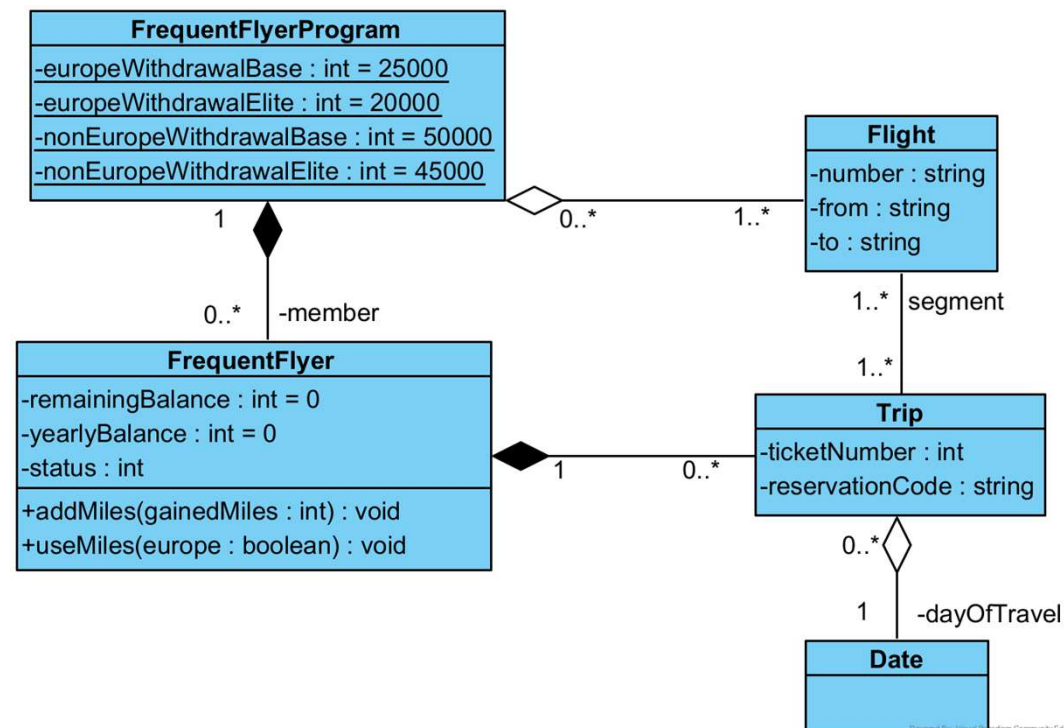 FrequentFlyerProgram
-europeWithdrawalBase : int = 25000
-europeWithdrawalElite : int = 20000
-nonEuropeWithdrawalBase : int = 50000
-nonEuropeWithdrawalElite : int = 45000
Flight
-number : string
-from : string
-to : string
1
0..*
1..*
0..*
-member
1..*
segment
1..*
FrequentFlyer
-remainingBalance : int = 0
-yearlyBalance : int = 0
-status : int
+addMiles(gainedMiles : int) : void
+useMiles(europe : boolean) : void
1
0..*
Trip
-ticketNumber : int
-reservationCode : string
0..*
1
-dayOfTravel
Date